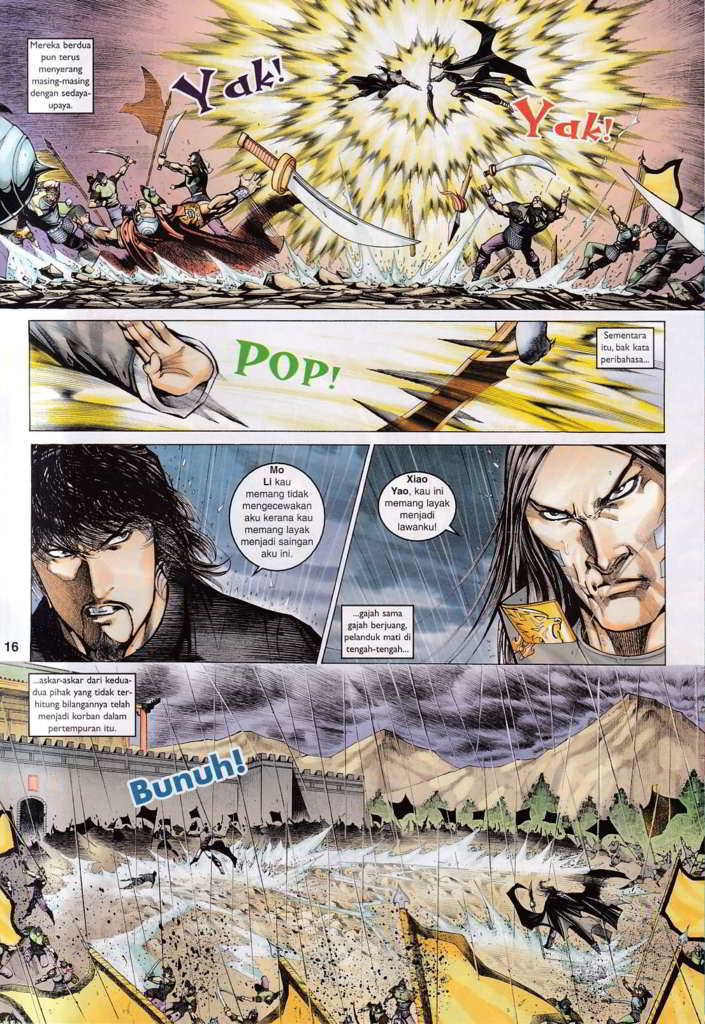 Mereka berdua
pun terus
menyerang
masing-masing
dengan sedaya-
upaya.
Yak!
Yak!
POP!
Sementara
itu, bak kata
peribahasa...
Mo
Li kau
memang tidak
mengecewakan
aku kerana kau
memang layak
menjadi saingan
aku ini.
Xiao
Yao, kau ini
memang layak
menjadi
lawanku!
...gajah sama
gajah berjuang,
pelanduk mati di
tengah-tengah...
16
...askar-askar dari kedua-
dua pihak yang tidak ter-
hitung bilangannya telah
menjadi korban dalam
pertempuran itu.
Bunuh!